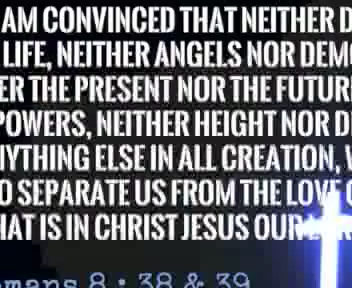 AM CONVINCED THAT NEITHER D
LIFE, NEITHER ANGELS NOR DEM
ER THE PRESENT NOR THE FUTUR
POWERS, NEITHER HEIGHT NOR D
NYTHING ELSE IN ALL CREATION, W
O SEPARATE US FROM THE LOVE O
HAT IS IN CHRIST JESUS OUR LORD
omans 8 : 38 & 39